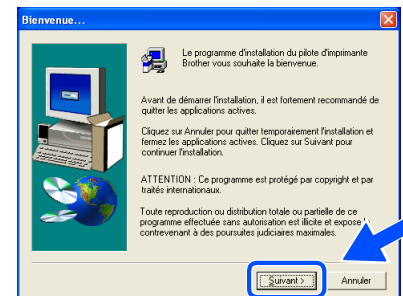 Bienvenue...
Le programme d'installation du pilote d'imprimante
Brother vous souhaite la bienvenue.
Avant de démarrer l'installation, il est fortement recommandé de
quitter les applications actives.
Cliquez sur Annuler pour quitter temporairement l'installation et
fermez les applications actives. Cliquez sur Suivant pour
continuer l'installation.
ATTENTION : Ce programme est protégé par copyright et par
traités internationaux.
Toute reproduction ou distribution totale ou partielle de ce
programme effectuée sans autorisation est illicite et expose
contrevenant à des poursuites judiciaires maximales.
Suivant >
Annuler